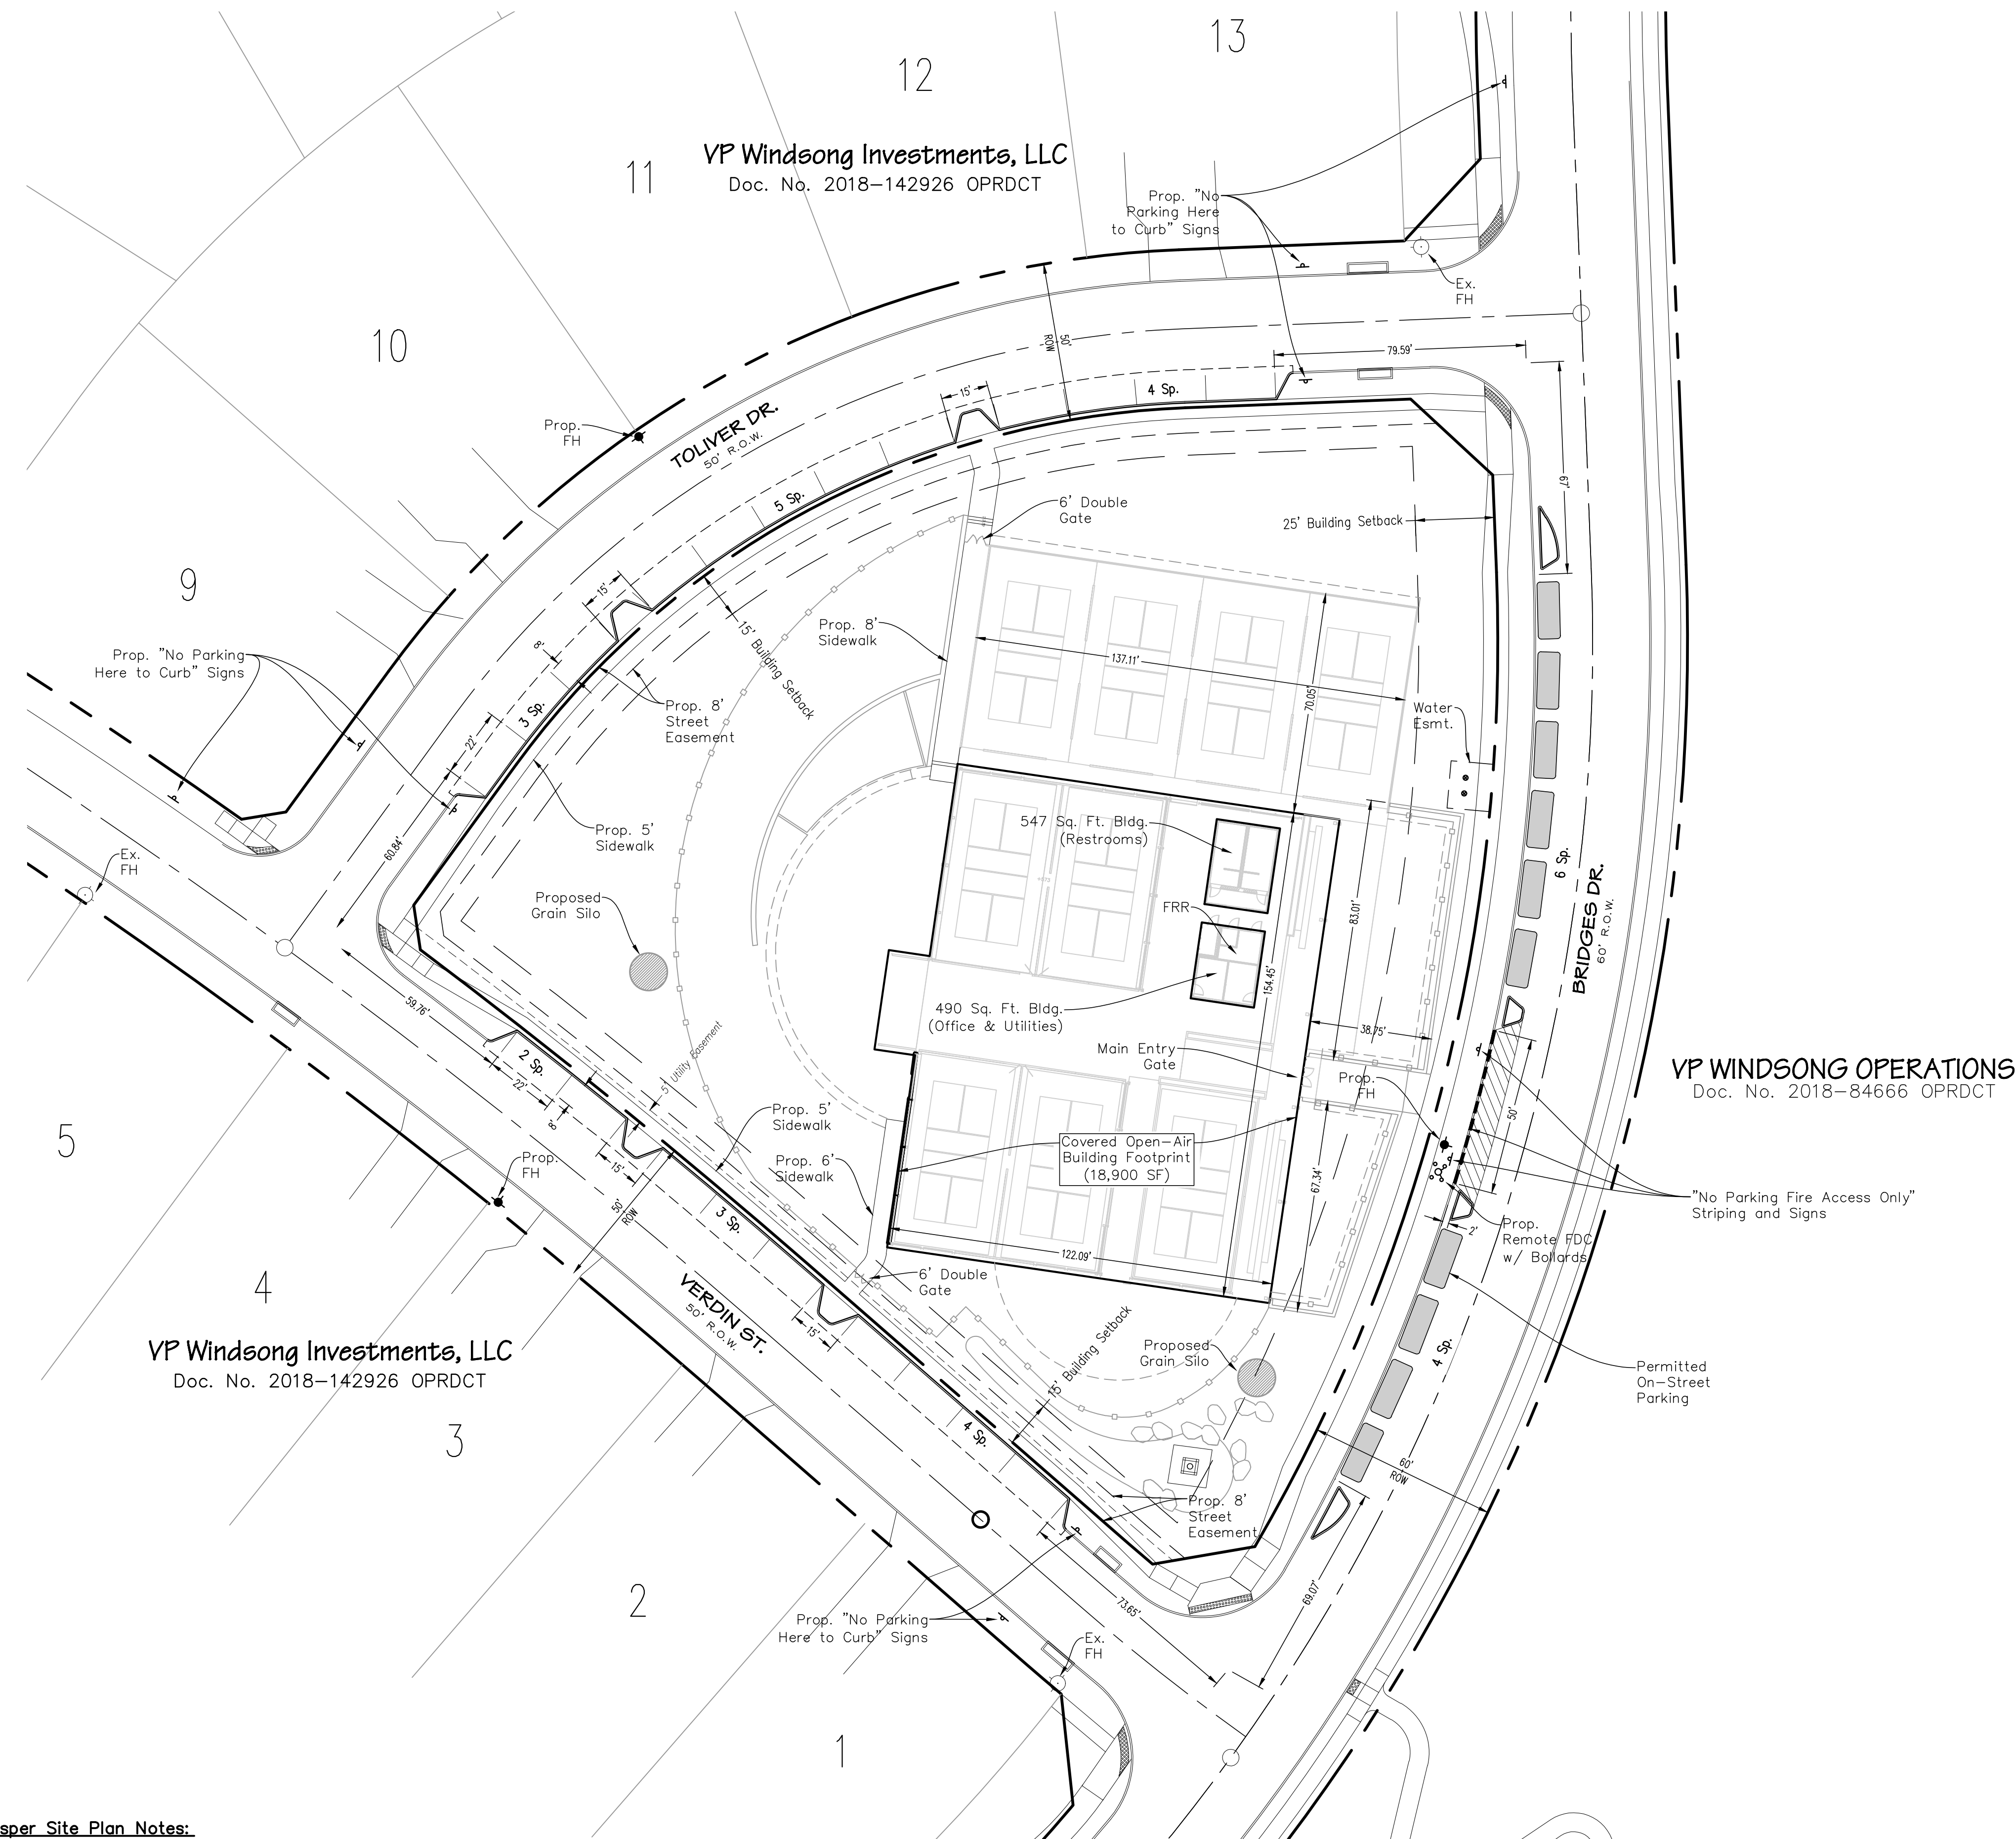 13
12
11
VP Windsong Investments, LLC
Doc. No. 2018-142926 OPRDCT
Prop. "No
Parking Here
to Curb" Signs
Ex.
FH
10
50'
ROW
79.59'
15'
4 Sp.
Prop.
FH
TOLIVER DR.
50' R.O.W.
67'
5 Sp.
6' Double
Gate
25' Building Setback
9
15'
Prop. 8'
Sidewalk
15' Building Setback
8'
137.11'
70.05'
Prop. "No Parking
Here to Curb" Signs
3 Sp.
Prop. 8'
Street
Easement
Water
Esmt.
22'
547 Sq. Ft. Bldg.
(Restrooms)
Prop. 5'
Sidewalk
60.84'
Ex.
FH
6 Sp.
BRIDGES DR.
60' R.O.W.
Proposed
Grain Silo
FRR
83.01'
154.45'
59.76'
490 Sq. Ft. Bldg.
(Office & Utilities)
38.75'
5' Utility Easement
Main Entry
Gate
2 Sp.
22'
8'
Prop.
FH
VP WINDSONG OPERATIONS
Doc. No. 2018-84666 OPRDCT
50'
5
Prop. 5'
Sidewalk
Covered Open-Air
Building Footprint
(18,900 SF)
Prop. 6'
Sidewalk
Prop.
FH
15'
67.34'
"No Parking Fire Access Only"
Striping and Signs
50'
ROW
3 Sp.
2'
Prop.
Remote FDC
w/ Bollards
122.09'
4
6' Double
Gate
VERDIN ST.
50' R.O.W.
15'
15' Building Setback
Proposed
Grain Silo
4 Sp.
VP Windsong Investments, LLC
Doc. No. 2018-142926 OPRDCT
Permitted
On-Street
Parking
3
4 Sp.
60'
ROW
Prop. 8'
Street
Easement
2
73.65'
69.07'
Prop. "No Parking
Here to Curb" Signs
Ex.
FH
1
sper Site Plan Notes: